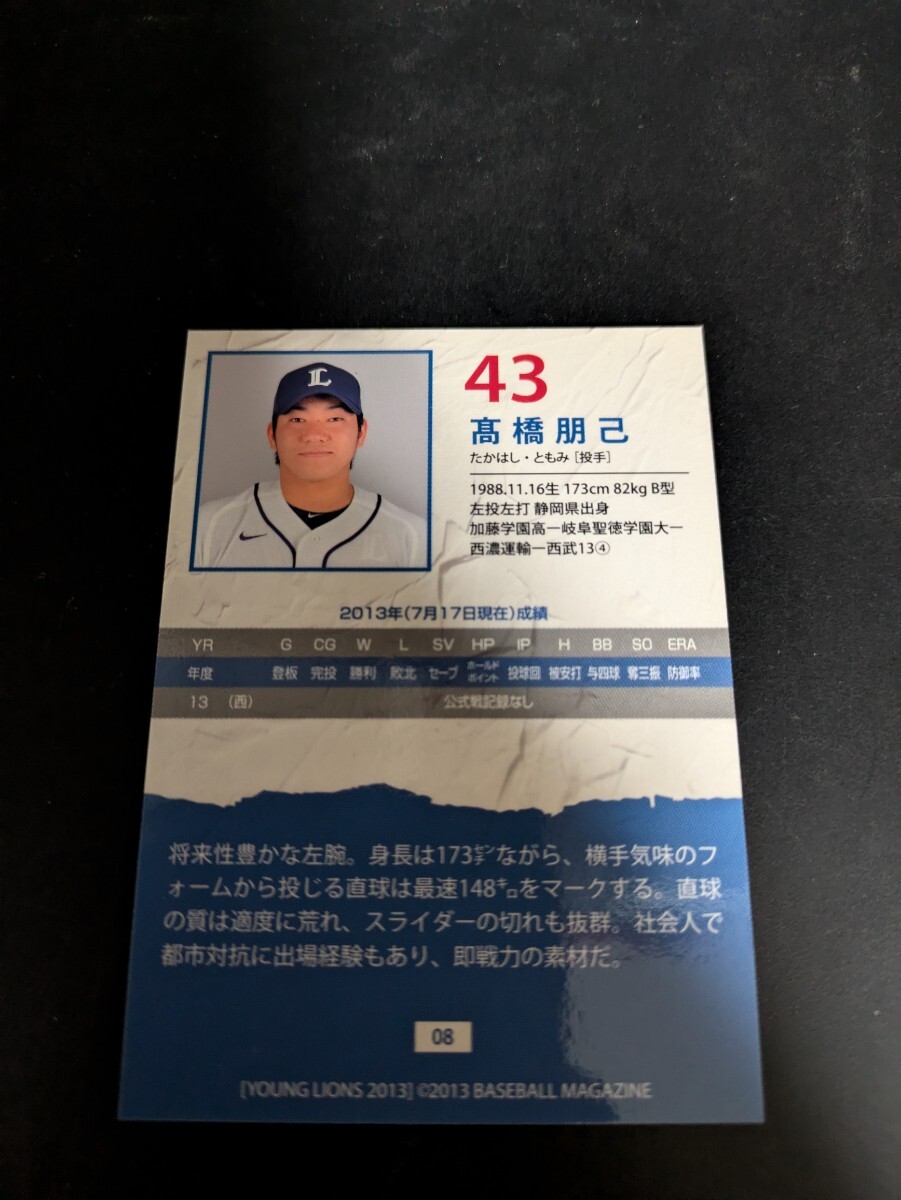 L
43
髙橋朋己
たかはし・ともみ [投手]
1988.11.16生 173cm 82kg B型
左投左打 静岡県出身
加藤学園高ー岐阜聖徳学園大ー
西濃運輸ー西武13④
2013年(7月17日現在)成績
YR G CG W L SV HP IP H BB SO ERA
年度 登板 完投 勝利 敗北 セーブ ホールドポイント 投球回 被安打 与四球 奪三振 防御率
13 (西) 公式戦記録なし
将来性豊かな左腕。身長は173㌢ながら、横手気味のフ
ォームから投じる直球は最速148㌔をマークする。直球
の質は適度に荒れ、スライダーの切れも抜群。社会人で
都市対抗に出場経験もあり、即戦力の素材だ。
08
[YOUNG LIONS 2013] ©2013 BASEBALL MAGAZINE